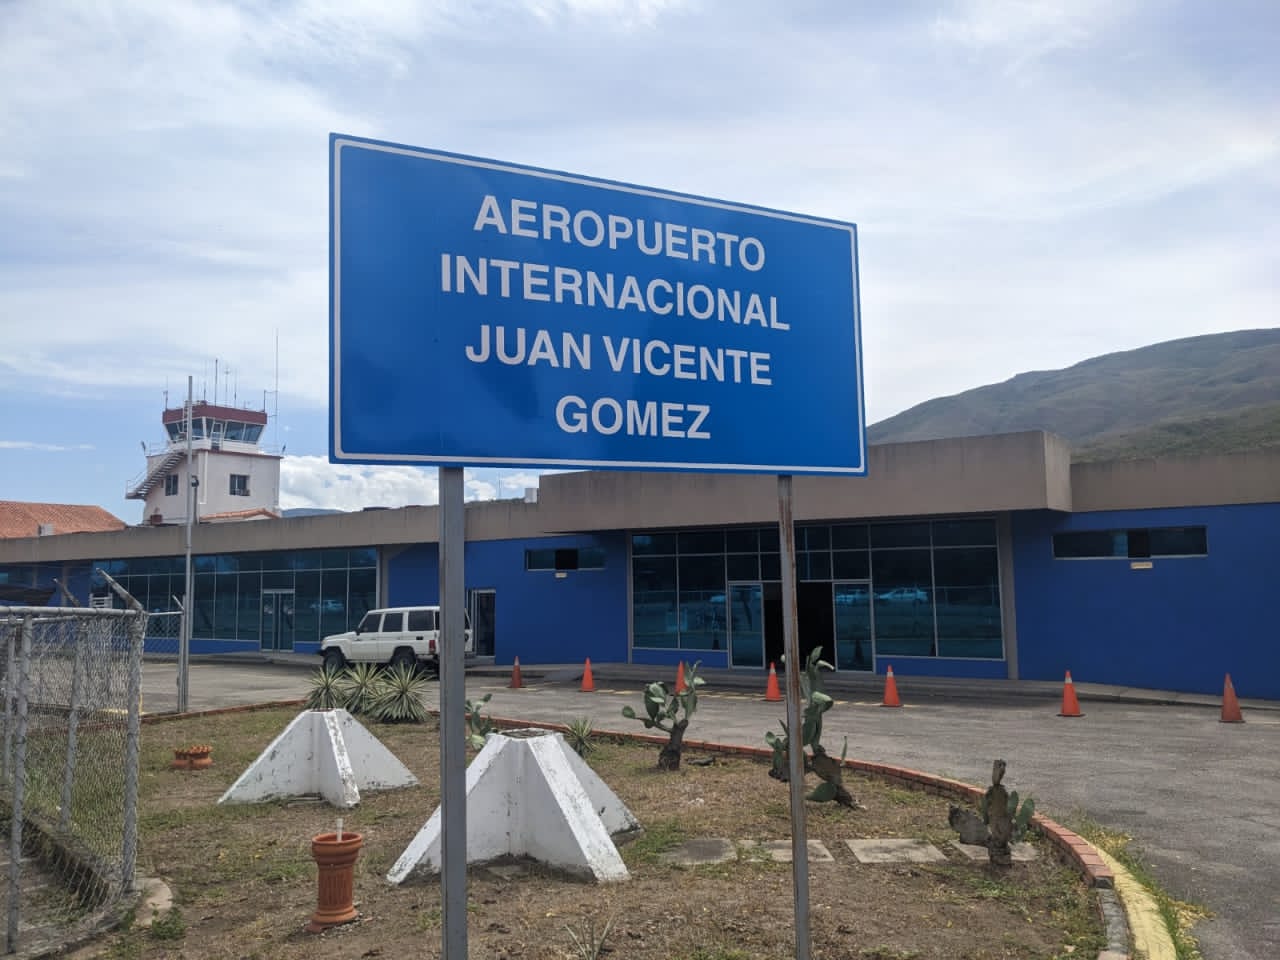 AEROPUERTO
INTERNACIONAL
JUAN VICENTE
GOMEZ